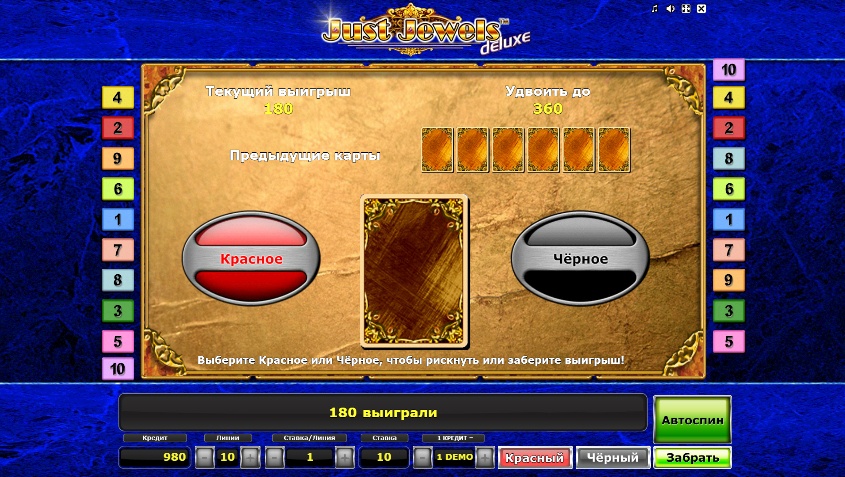 Just Jewels™
deluxe
Текущий выигрыш
180
Удвоить до
360
Предыдущие карты
Красное
Чёрное
Выберите Красное или Чёрное, чтобы рискнуть или заберите выигрыш!
4
2
9
6
1
7
8
3
5
10
10
4
2
8
6
1
7
9
3
5
180 выиграли
Автоспин
Кредит
Линии
Ставка/Линия
Ставка
1 КРЕДИТ =
980
- 10 +
- 1 +
10
- 1 DEMO +
Красный
Чёрный
Забрать